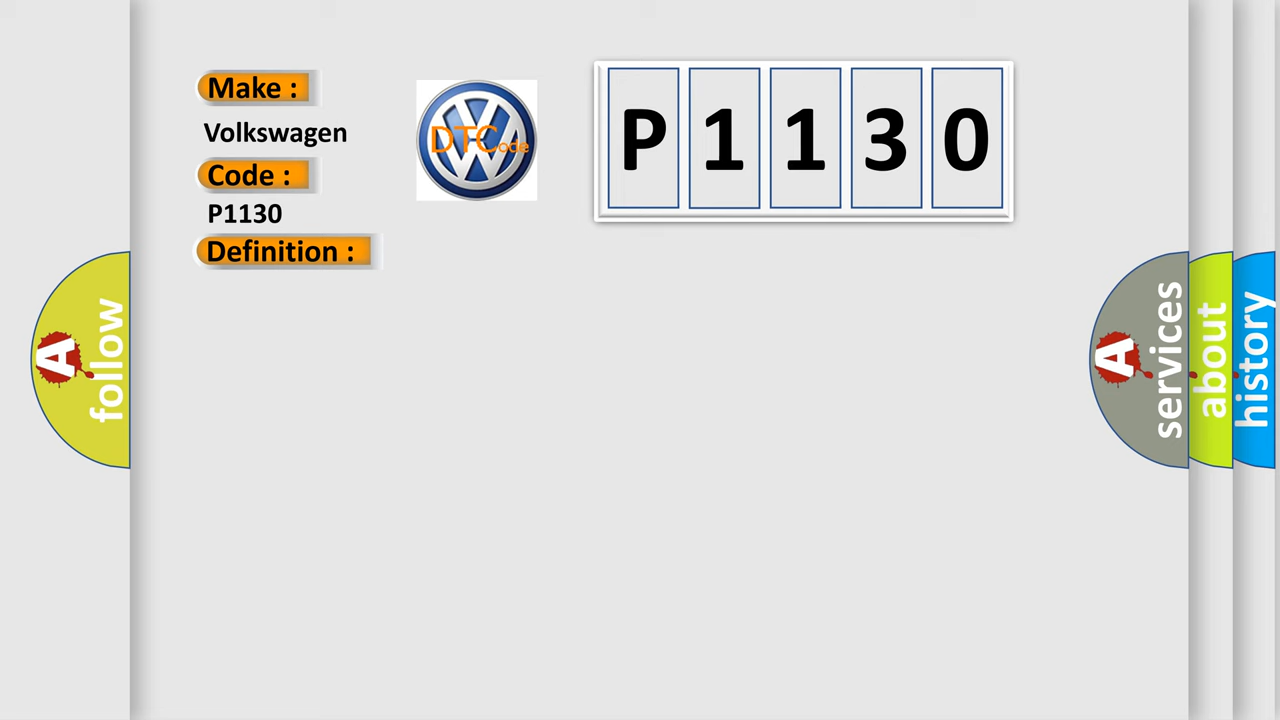 Make :
Volkswagen
Code :
P1130
Definition :
DTCode
P 1 1 3 0
A follow
A services
about
history